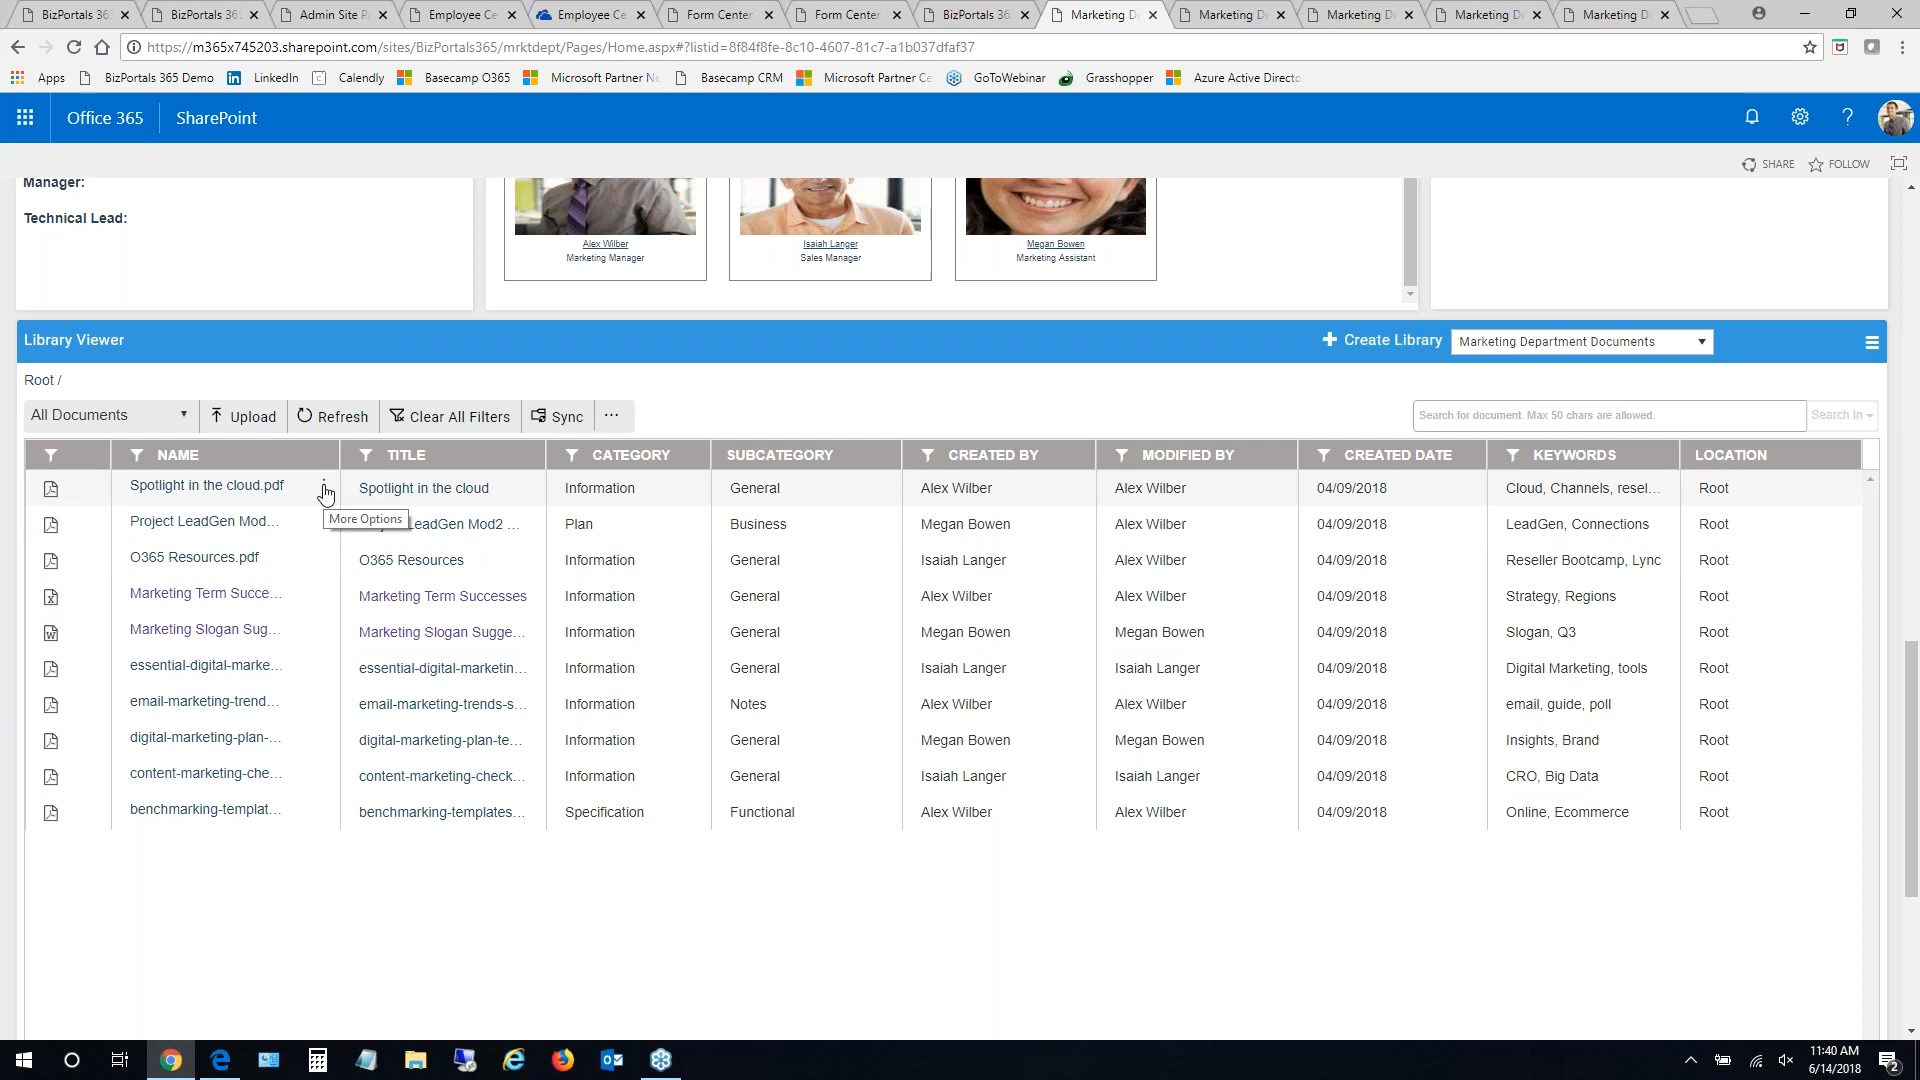 BizPortals 36
BizPortals 36
Admin Site P
Employee Ce
Employee Ce
Form Center
Form Center
BizPortals 36
Marketing D
Marketing D
Marketing D
Marketing D
Marketing D
https://m365x745203.sharepoint.com/sites/BizPortals365/mrktdept/Pages/Home.aspx#?listid=8f84f8fe-8c10-4607-81c7-a1b037dfaf37
Apps BizPortals 365 Demo LinkedIn Calendly Basecamp O365 Microsoft Partner Ne Basecamp CRM Microsoft Partner Ce GoToWebinar Grasshopper Azure Active Directo
Office 365 SharePoint
SHARE FOLLOW
Manager:
Technical Lead:
Alex Wilber
Marketing Manager
Isaiah Langer
Sales Manager
Megan Bowen
Marketing Assistant
Library Viewer
Create Library Marketing Department Documents
Root /
All Documents Upload Refresh Clear All Filters Sync ...
Search for document. Max 50 chars are allowed. Search In
NAME TITLE CATEGORY SUBCATEGORY CREATED BY MODIFIED BY CREATED DATE KEYWORDS LOCATION
Spotlight in the cloud.pdf Spotlight in the cloud Information General Alex Wilber Alex Wilber 04/09/2018 Cloud, Channels, resel... Root
More Options
Project LeadGen Mod... eadGen Mod2 ... Plan Business Megan Bowen Alex Wilber 04/09/2018 LeadGen, Connections Root
O365 Resources.pdf O365 Resources Information General Isaiah Langer Alex Wilber 04/09/2018 Reseller Bootcamp, Lync Root
Marketing Term Succe... Marketing Term Successes Information General Alex Wilber Alex Wilber 04/09/2018 Strategy, Regions Root
Marketing Slogan Sug... Marketing Slogan Sugge... Information General Megan Bowen Megan Bowen 04/09/2018 Slogan, Q3 Root
essential-digital-marke... essential-digital-marketin... Information General Isaiah Langer Isaiah Langer 04/09/2018 Digital Marketing, tools Root
email-marketing-trend... email-marketing-trends-s... Information Notes Alex Wilber Alex Wilber 04/09/2018 email, guide, poll Root
digital-marketing-plan-... digital-marketing-plan-te... Information General Megan Bowen Megan Bowen 04/09/2018 Insights, Brand Root
content-marketing-che... content-marketing-check... Information General Isaiah Langer Isaiah Langer 04/09/2018 CRO, Big Data Root
benchmarking-templat... benchmarking-templates... Specification Functional Alex Wilber Alex Wilber 04/09/2018 Online, Ecommerce Root
11:40 AM
6/14/2018
2